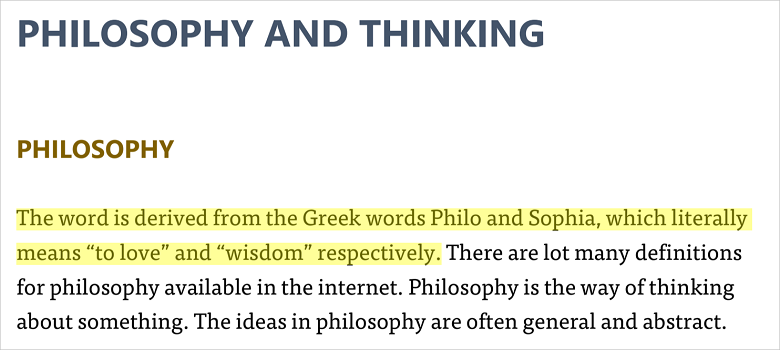 PHILOSOPHY AND THINKING
PHILOSOPHY
The word is derived from the Greek words Philo and Sophia, which literally
means “to love” and “wisdom” respectively. There are lot many definitions
for philosophy available in the internet. Philosophy is the way of thinking
about something. The ideas in philosophy are often general and abstract.